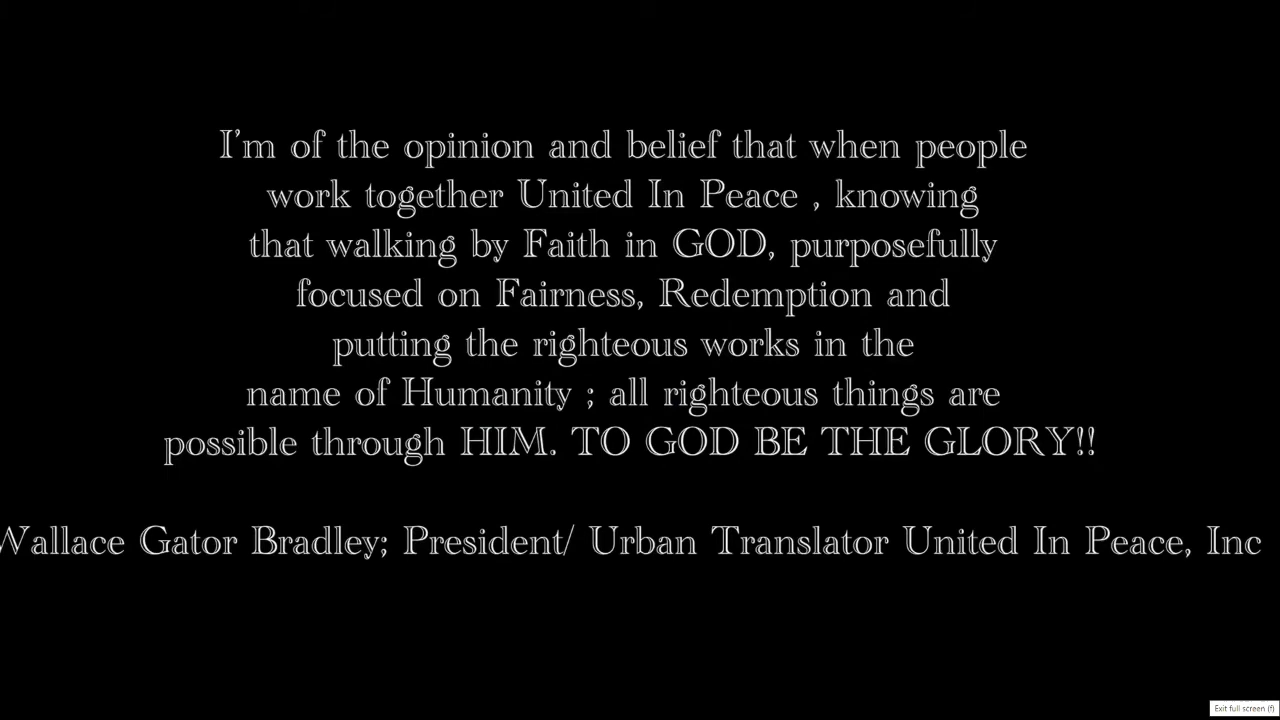 I'm of the opinion and belief that when people
work together United In Peace , knowing
that walking by Faith in GOD, purposefully
focused on Fairness, Redemption and
putting the righteous works in the
name of Humanity ; all righteous things are
possible through HIM. TO GOD BE THE GLORY!!
Wallace Gator Bradley; President/ Urban Translator United In Peace, Inc
Exit full screen (f)